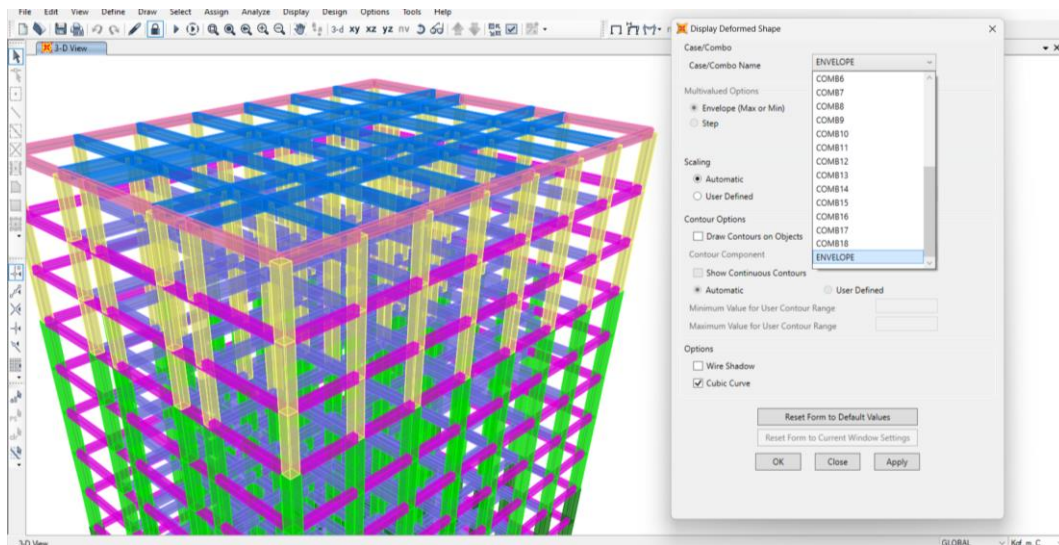 File Edit View Define Draw Select Assign Analyze Display Design Options Tools Help
3-d xy xz yz nv
3-D View
Display Deformed Shape
Case/Combo
Case/Combo Name ENVELOPE
COMB6
COMB7
COMB8
COMB9
COMB10
COMB11
COMB12
COMB13
COMB14
COMB15
COMB16
COMB17
COMB18
ENVELOPE
Multivalued Options
Envelope (Max or Min)
Step
Scaling
Automatic
User Defined
Contour Options
Draw Contours on Objects
Contour Component
Show Continuous Contours
Automatic User Defined
Minimum Value for User Contour Range
Maximum Value for User Contour Range
Options
Wire Shadow
Cubic Curve
Reset Form to Default Values
Reset Form to Current Window Settings
OK Close Apply
3-D View GLOBAL Kgf, m, C